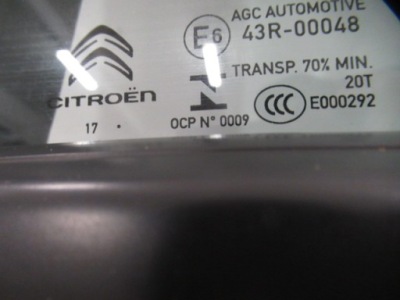 AGC AUTOMOTIVE
E6 43R-00048
TRANSP. 70% MIN.
20T
CITROËN
CCC E000292
17 .
OCP N° 0009